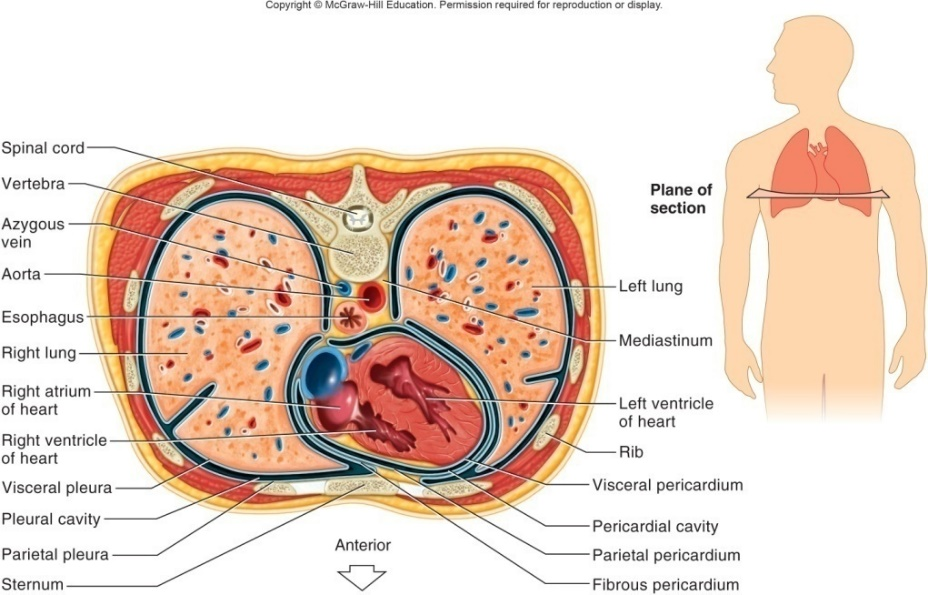 Copyright © McGraw-Hill Education. Permission required for reproduction or display.
Spinal cord
Vertebra
Azygous
vein
Aorta
Esophagus
Right lung
Right atrium
of heart
Right ventricle
of heart
Visceral pleura
Pleural cavity
Parietal pleura
Sternum
Anterior
Plane of
section
Left lung
Mediastinum
Left ventricle
of heart
Rib
Visceral pericardium
Pericardial cavity
Parietal pericardium
Fibrous pericardium